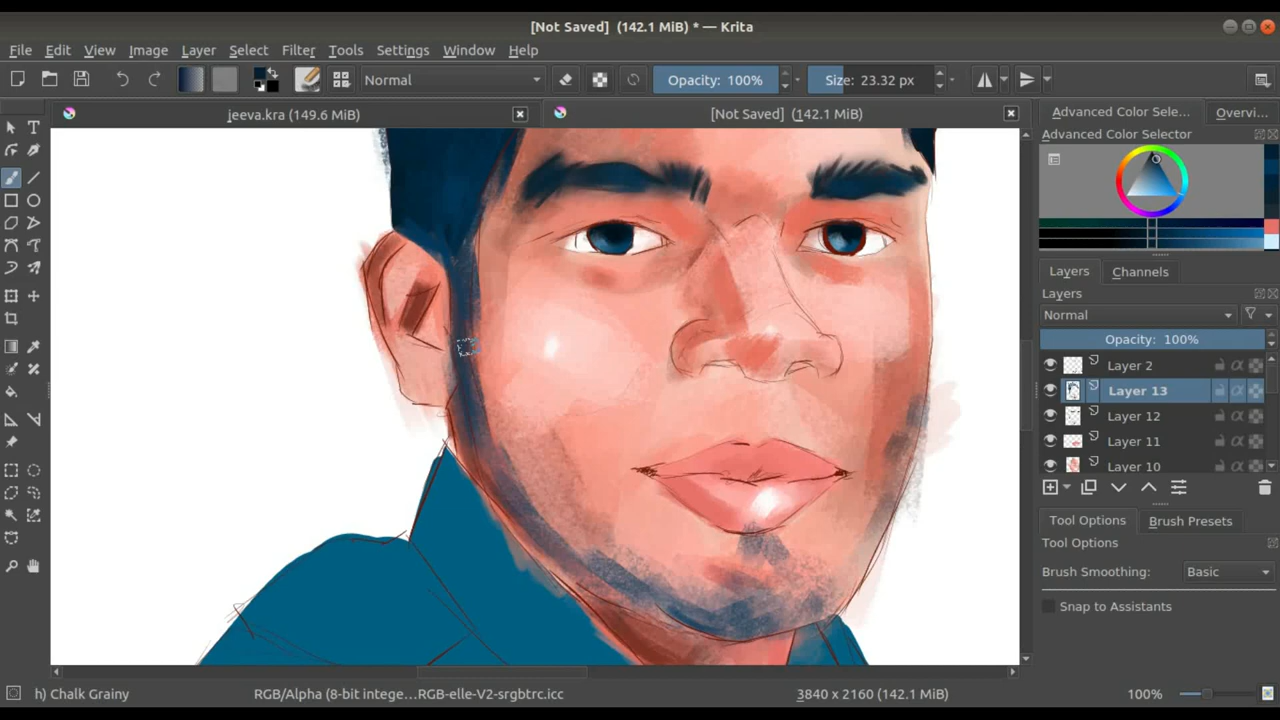 [Not Saved] (142.1 MiB) * — Krita
File Edit View Image Layer Select Filter Tools Settings Window Help
Normal Opacity: 100% Size: 23.32 px
jeeva.kra (149.6 MiB) [Not Saved] (142.1 MiB) Advanced Color Sele... Overvi...
Advanced Color Selector
Layers Channels
Layers
Normal
Opacity: 100%
Layer 2
Layer 13
Layer 12
Layer 11
Layer 10
Tool Options Brush Presets
Tool Options
Brush Smoothing: Basic
Snap to Assistants
h) Chalk Grainy RGB/Alpha (8-bit intege...RGB-elle-V2-srgbtrc.icc 3840 x 2160 (142.1 MiB) 100%